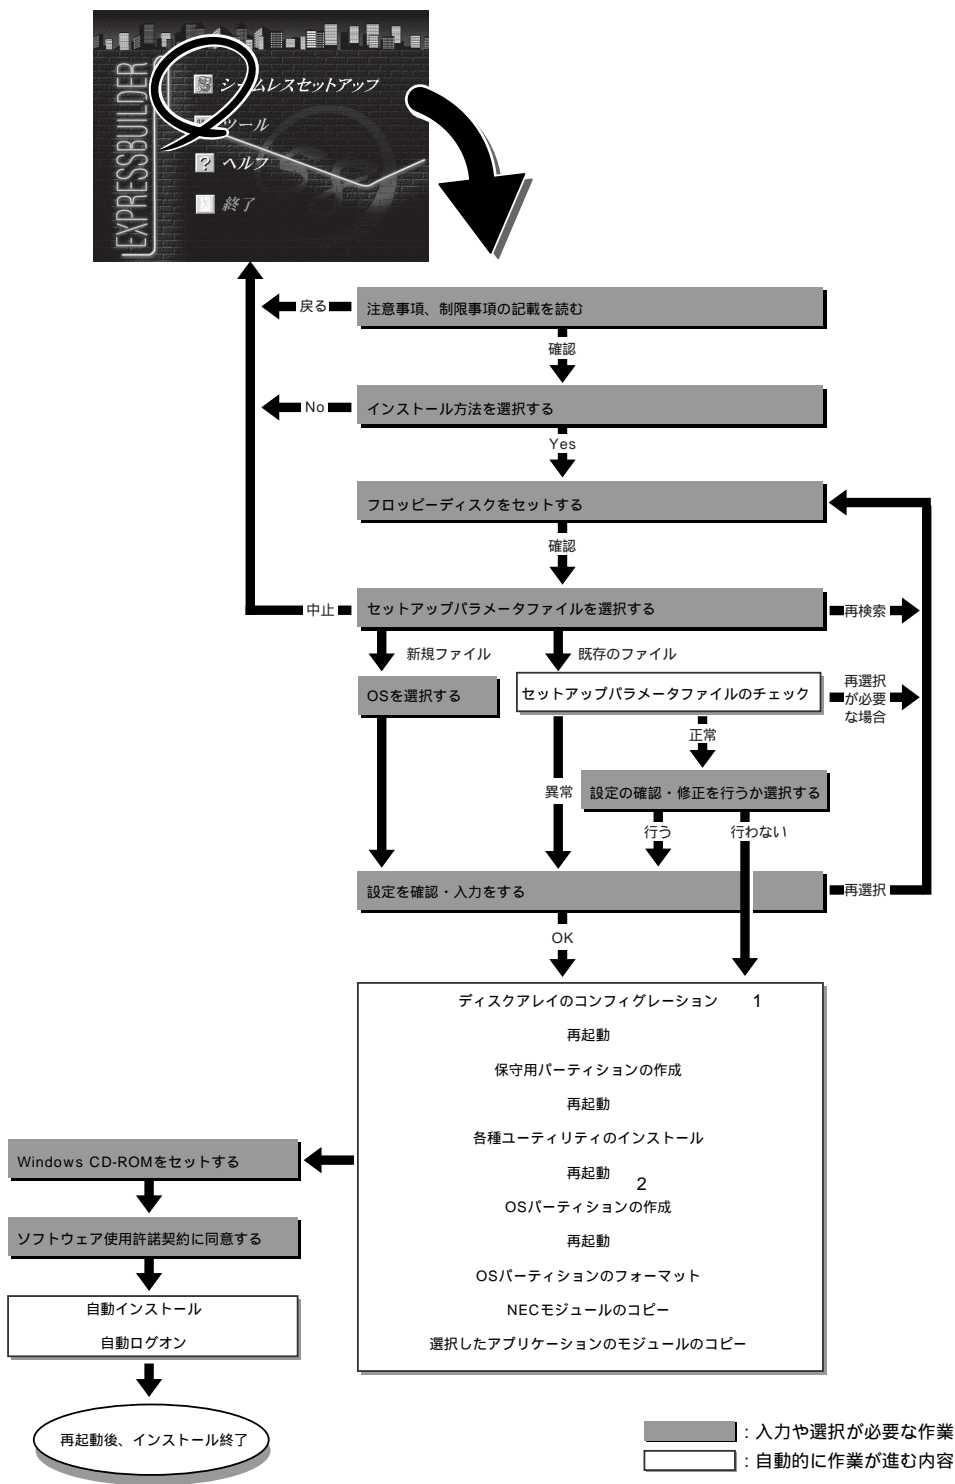 EXPRESSBUILDER
シームレスセットアップ
ツール
ヘルプ
終了
注意事項、制限事項の記載を読む
戻る
確認
インストール方法を選択する
No
Yes
フロッピーディスクをセットする
確認
セットアップパラメータファイルを選択する
中止
再検索
新規ファイル
既存のファイル
OSを選択する
セットアップパラメータファイルのチェック
再選択
が必要
な場合
正常
異常
設定の確認・修正を行うか選択する
行う
行わない
設定を確認・入力をする
再選択
OK
ディスクアレイのコンフィグレーション 1
再起動
保守用パーティションの作成
再起動
各種ユーティリティのインストール
再起動
2
OSパーティションの作成
再起動
OSパーティションのフォーマット
NECモジュールのコピー
選択したアプリケーションのモジュールのコピー
Windows CD-ROMをセットする
ソフトウェア使用許諾契約に同意する
自動インストール
自動ログオン
再起動後、インストール終了
：入力や選択が必要な作業
：自動的に作業が進む内容